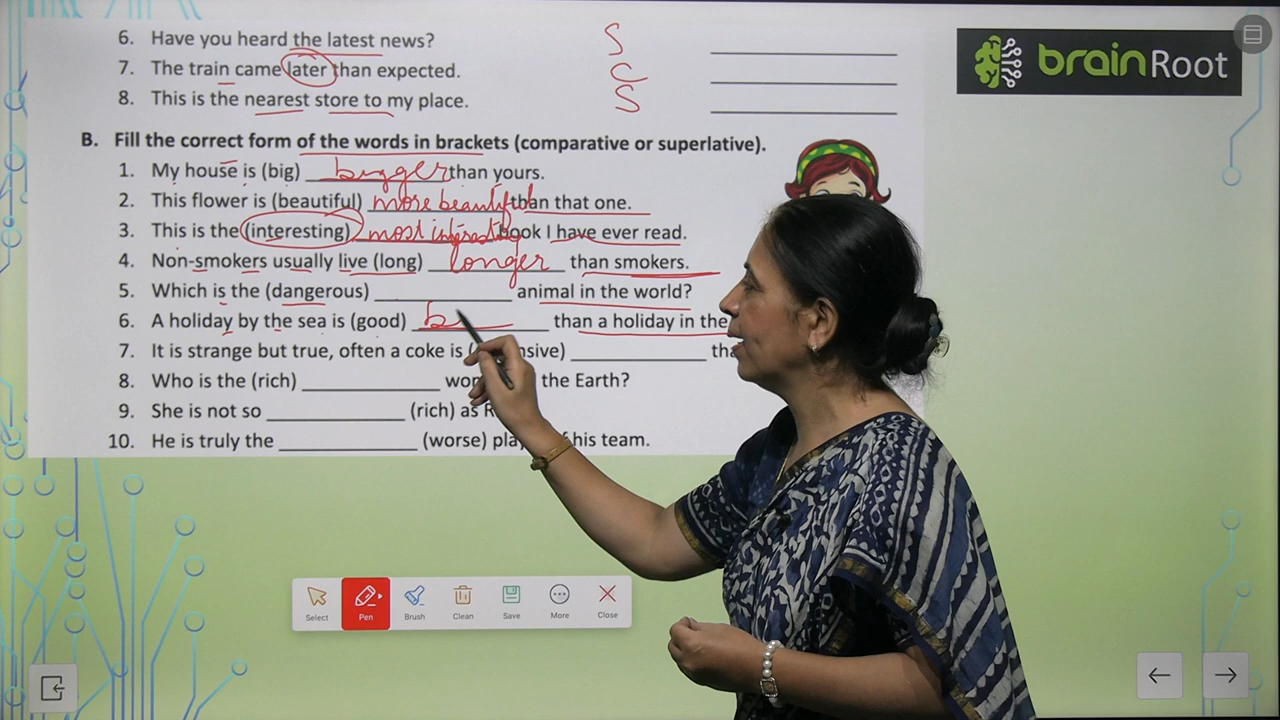 6. Have you heard the latest news? S
7. The train came later than expected. C
8. This is the nearest store to my place. S
brainRoot
B. Fill the correct form of the words in brackets (comparative or superlative).
1. My house is (big) bigger than yours.
2. This flower is (beautiful) more beautiful than that one.
3. This is the (interesting) most interesting book I have ever read.
4. Non-smokers usually live (long) longer than smokers.
5. Which is the (dangerous) animal in the world?
6. A holiday by the sea is (good) b than a holiday in the
7. It is strange but true, often a coke is
8. Who is the (rich) the Earth?
9. She is not so (rich) as
10. He is truly the (worse) his team.
Select Pen Brush Clean Save More Close